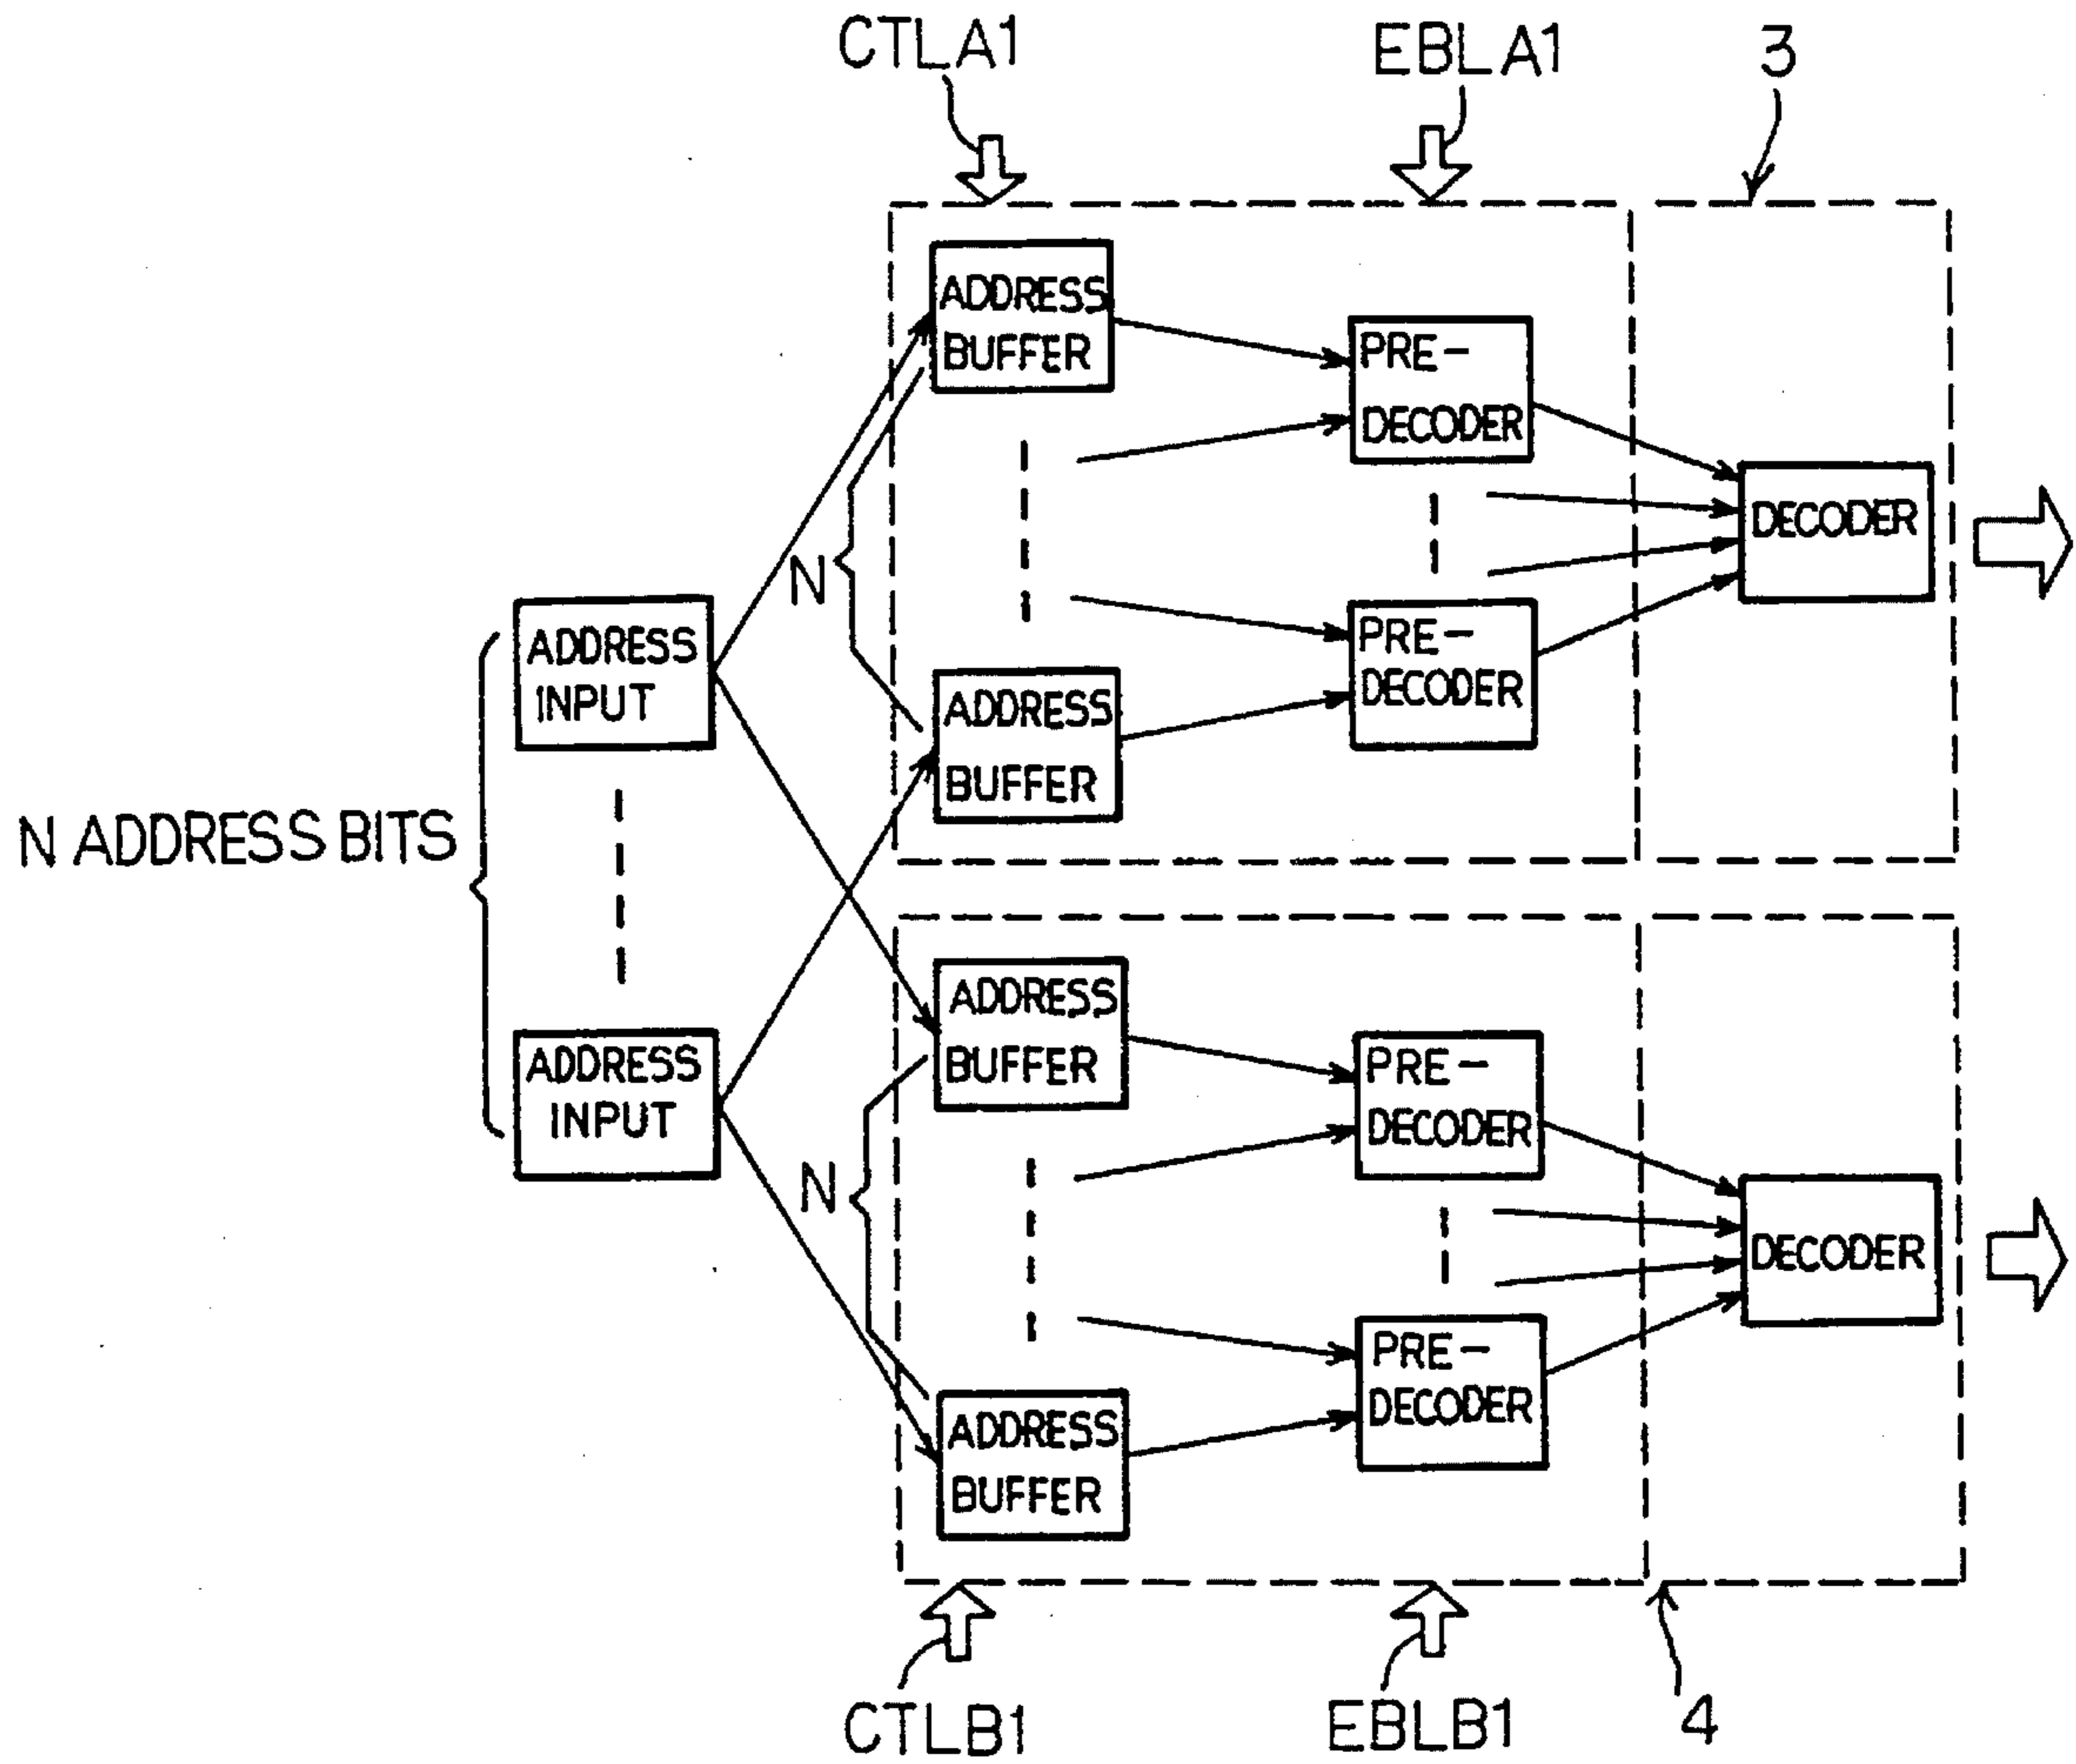 CTLA1
EBLA1
3
ADDRESS
BUFFER
PRE-
DECODER
DECODER
N
ADDRESS
INPUT
PRE-
DECODER
ADDRESS
BUFFER
N ADDRESS BITS
ADDRESS
INPUT
ADDRESS
BUFFER
PRE-
DECODER
N
DECODER
PRE-
DECODER
ADDRESS
BUFFER
CTLB1
EBLB1
4